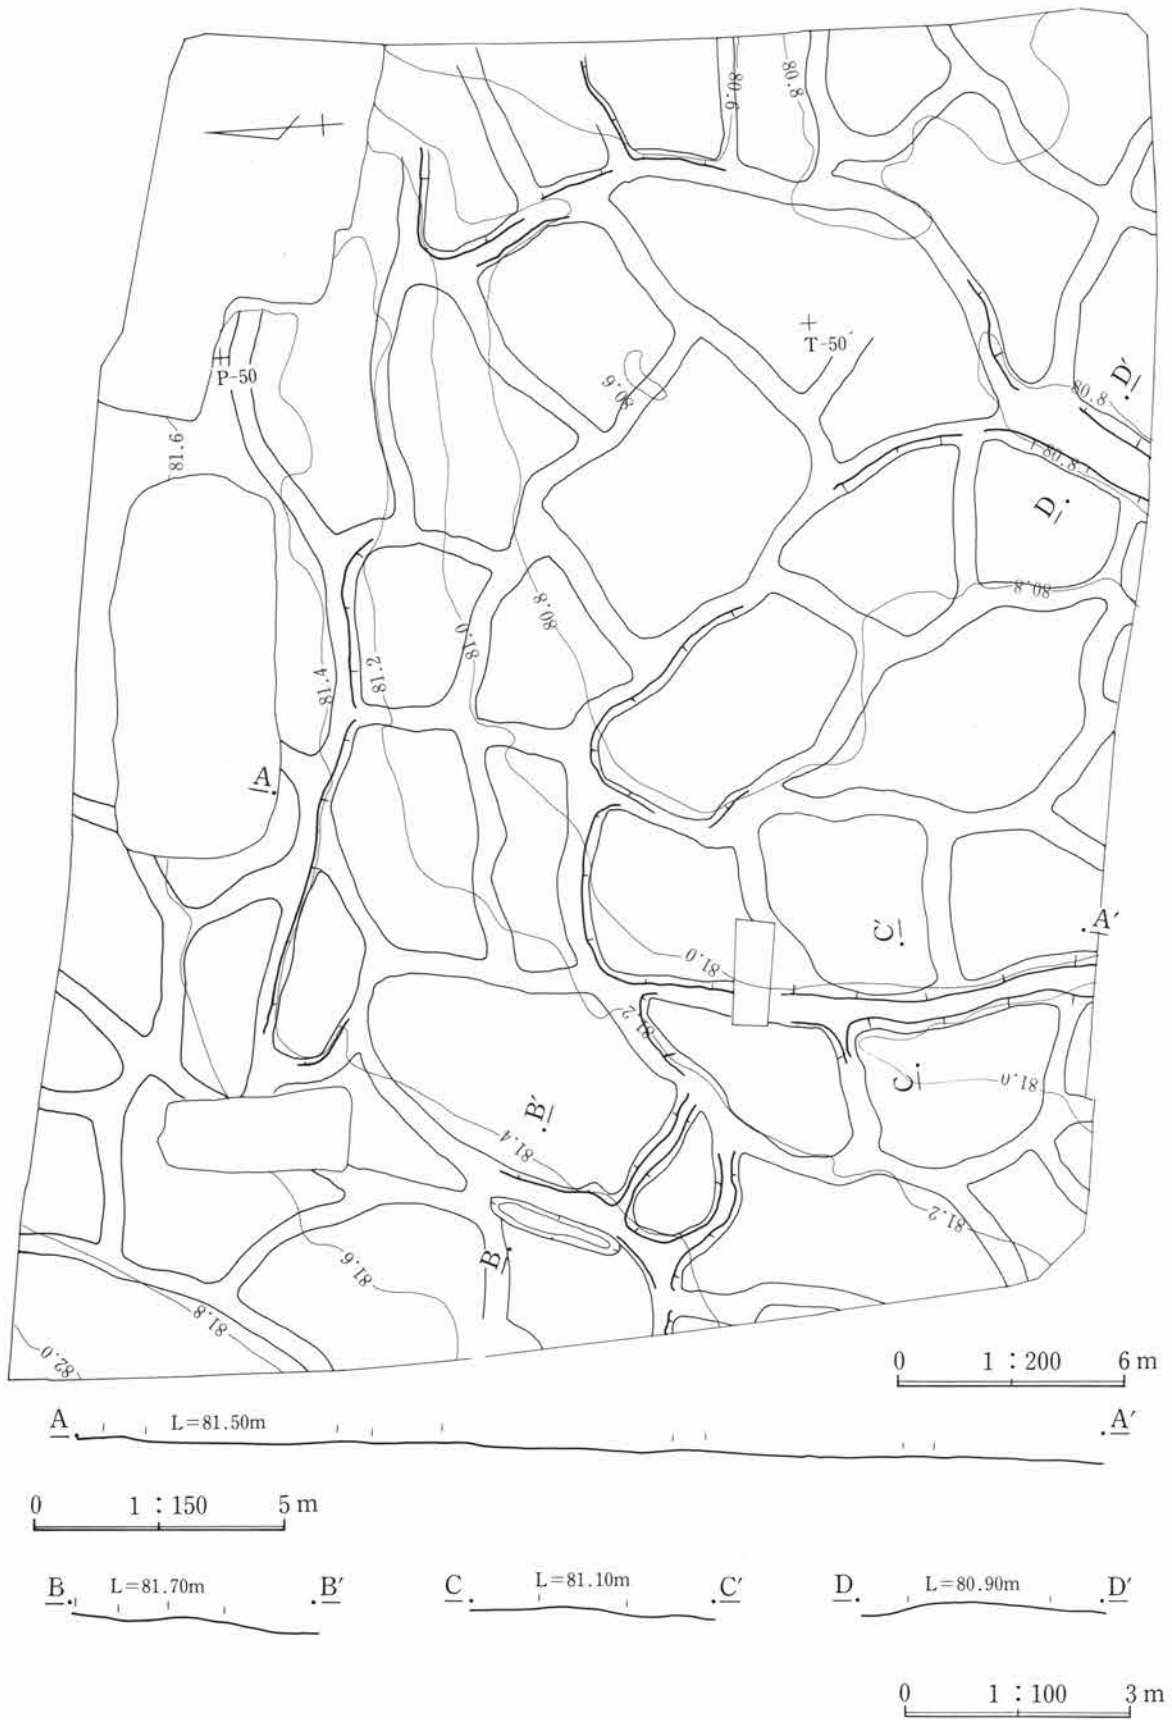 80.6
80.8
T-50
P-50
80.6
D′
80.8
81.6
80.8
D
80.8
80.8
81.0
81.4
81.2
A
A′
C′
81.0
81.2
C
81.0
B′
81.4
81.2
B
81.6
81.8
82.0
0 1 : 200 6 m
A L=81.50m A′
0 1 : 150 5 m
B L=81.70m B′ C L=81.10m C′ D L=80.90m D′
0 1 : 100 3 m